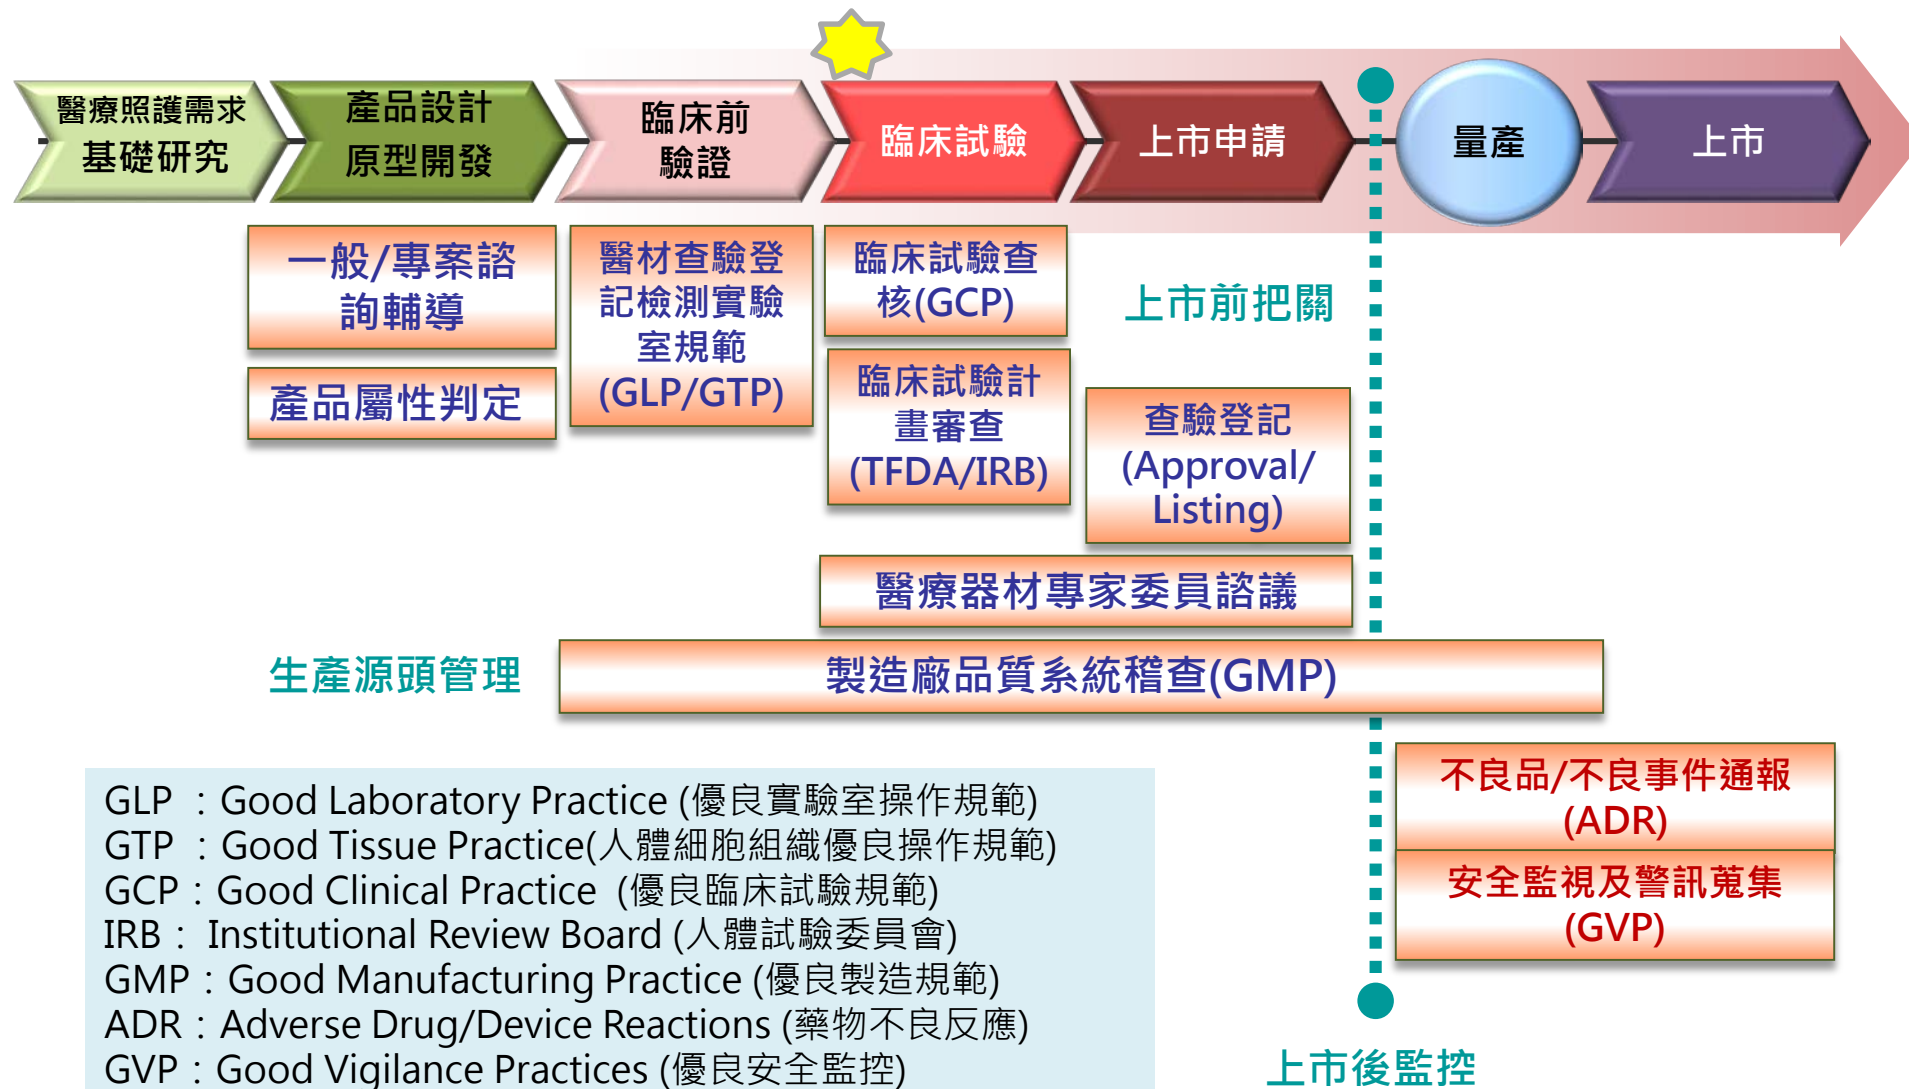 醫療照護需求
基礎研究
產品設計
原型開發
臨床前
驗證
臨床試驗
上市申請
量產
上市
一般/專案諮
詢輔導
產品屬性判定
醫材查驗登
記檢測實驗
室規範
(GLP/GTP)
臨床試驗查
核(GCP)
臨床試驗計
畫審查
(TFDA/IRB)
上市前把關
查驗登記
(Approval/
Listing)
醫療器材專家委員諮議
生產源頭管理
製造廠品質系統稽查(GMP)
不良品/不良事件通報
(ADR)
安全監視及警訊蒐集
(GVP)
GLP ：Good Laboratory Practice (優良實驗室操作規範)
GTP ：Good Tissue Practice(人體細胞組織優良操作規範)
GCP：Good Clinical Practice (優良臨床試驗規範)
IRB： Institutional Review Board (人體試驗委員會)
GMP：Good Manufacturing Practice (優良製造規範)
ADR：Adverse Drug/Device Reactions (藥物不良反應)
GVP：Good Vigilance Practices (優良安全監控)
上市後監控